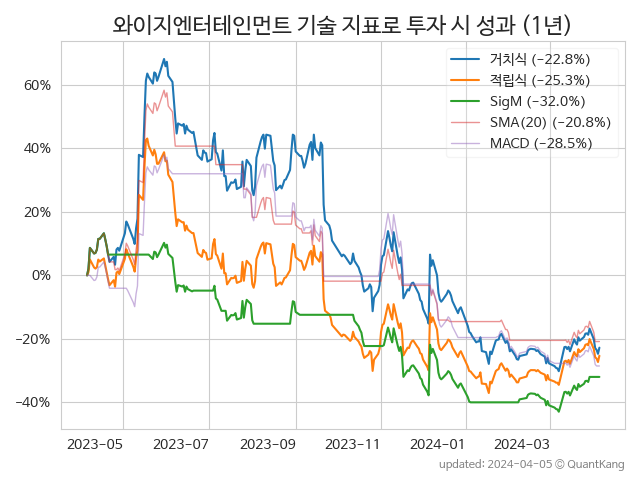 와이지엔터테인먼트 기술 지표로 투자 시 성과 (1년)
거치식 (−22.8%)
적립식 (−25.3%)
SigM (−32.0%)
SMA(20) (−20.8%)
MACD (−28.5%)
60%
40%
20%
0%
−20%
−40%
2023−05 2023−07 2023−09 2023−11 2024−01 2024−03
updated: 2024−04−05 © QuantKang